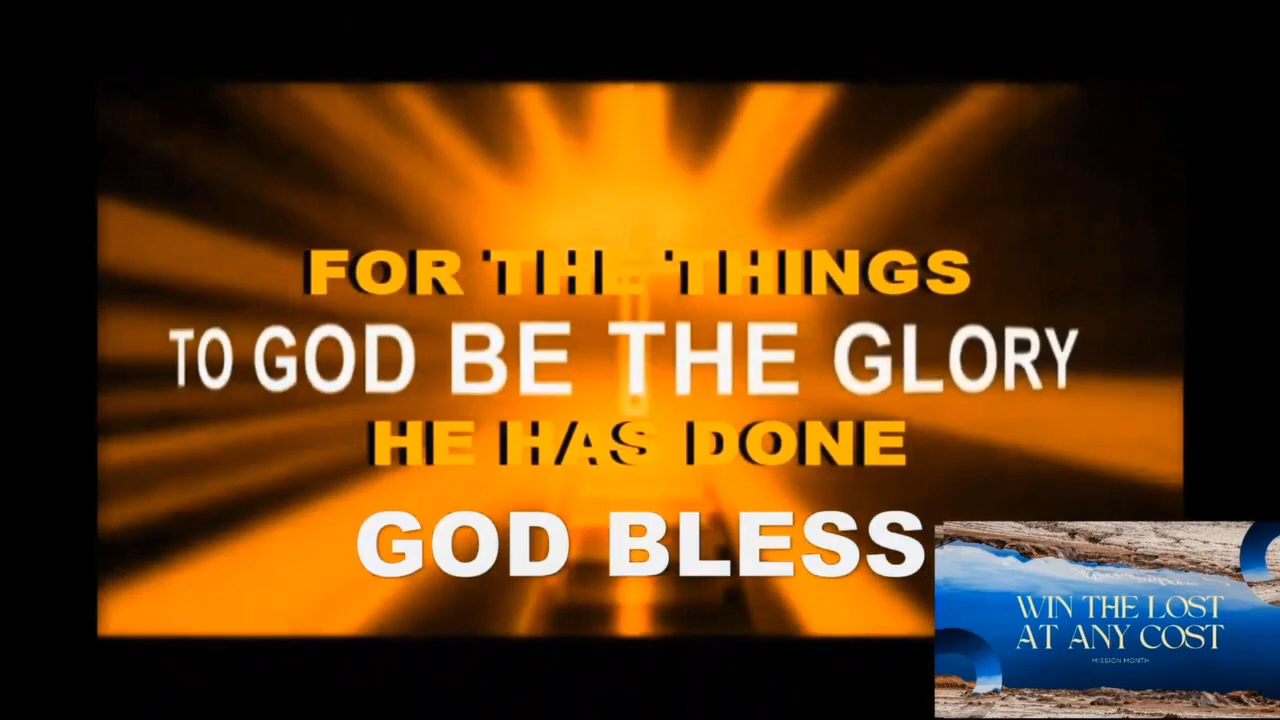 FOR THE THINGS
TO GOD BE THE GLORY
HE HAS DONE
GOD BLESS
WIN THE LOST
AT ANY COST
MISSION MONTH